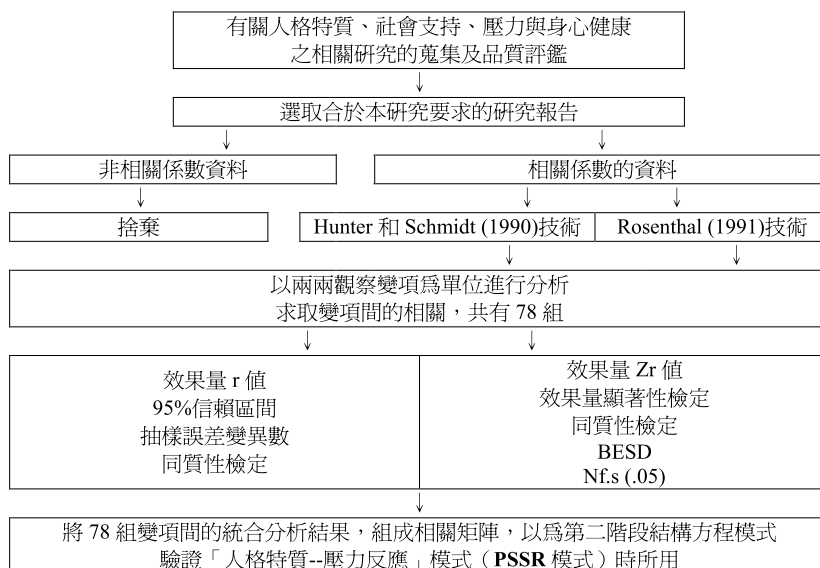 有關人格特質、社會支持、壓力與身心健康
之相關研究的蒐集及品質評鑑
選取合於本研究要求的研究報告
非相關係數資料
相關係數的資料
捨棄
Hunter 和 Schmidt (1990)技術
Rosenthal (1991)技術
以兩兩觀察變項為單位進行分析
求取變項間的相關，共有 78 組
效果量 r 值
95%信賴區間
抽樣誤差變異數
同質性檢定
效果量 Zr 值
效果量顯著性檢定
同質性檢定
BESD
Nf.s (.05)
將 78 組變項間的統合分析結果，組成相關矩陣，以為第二階段結構方程模式
驗證「人格特質--壓力反應」模式（PSSR 模式）時所用